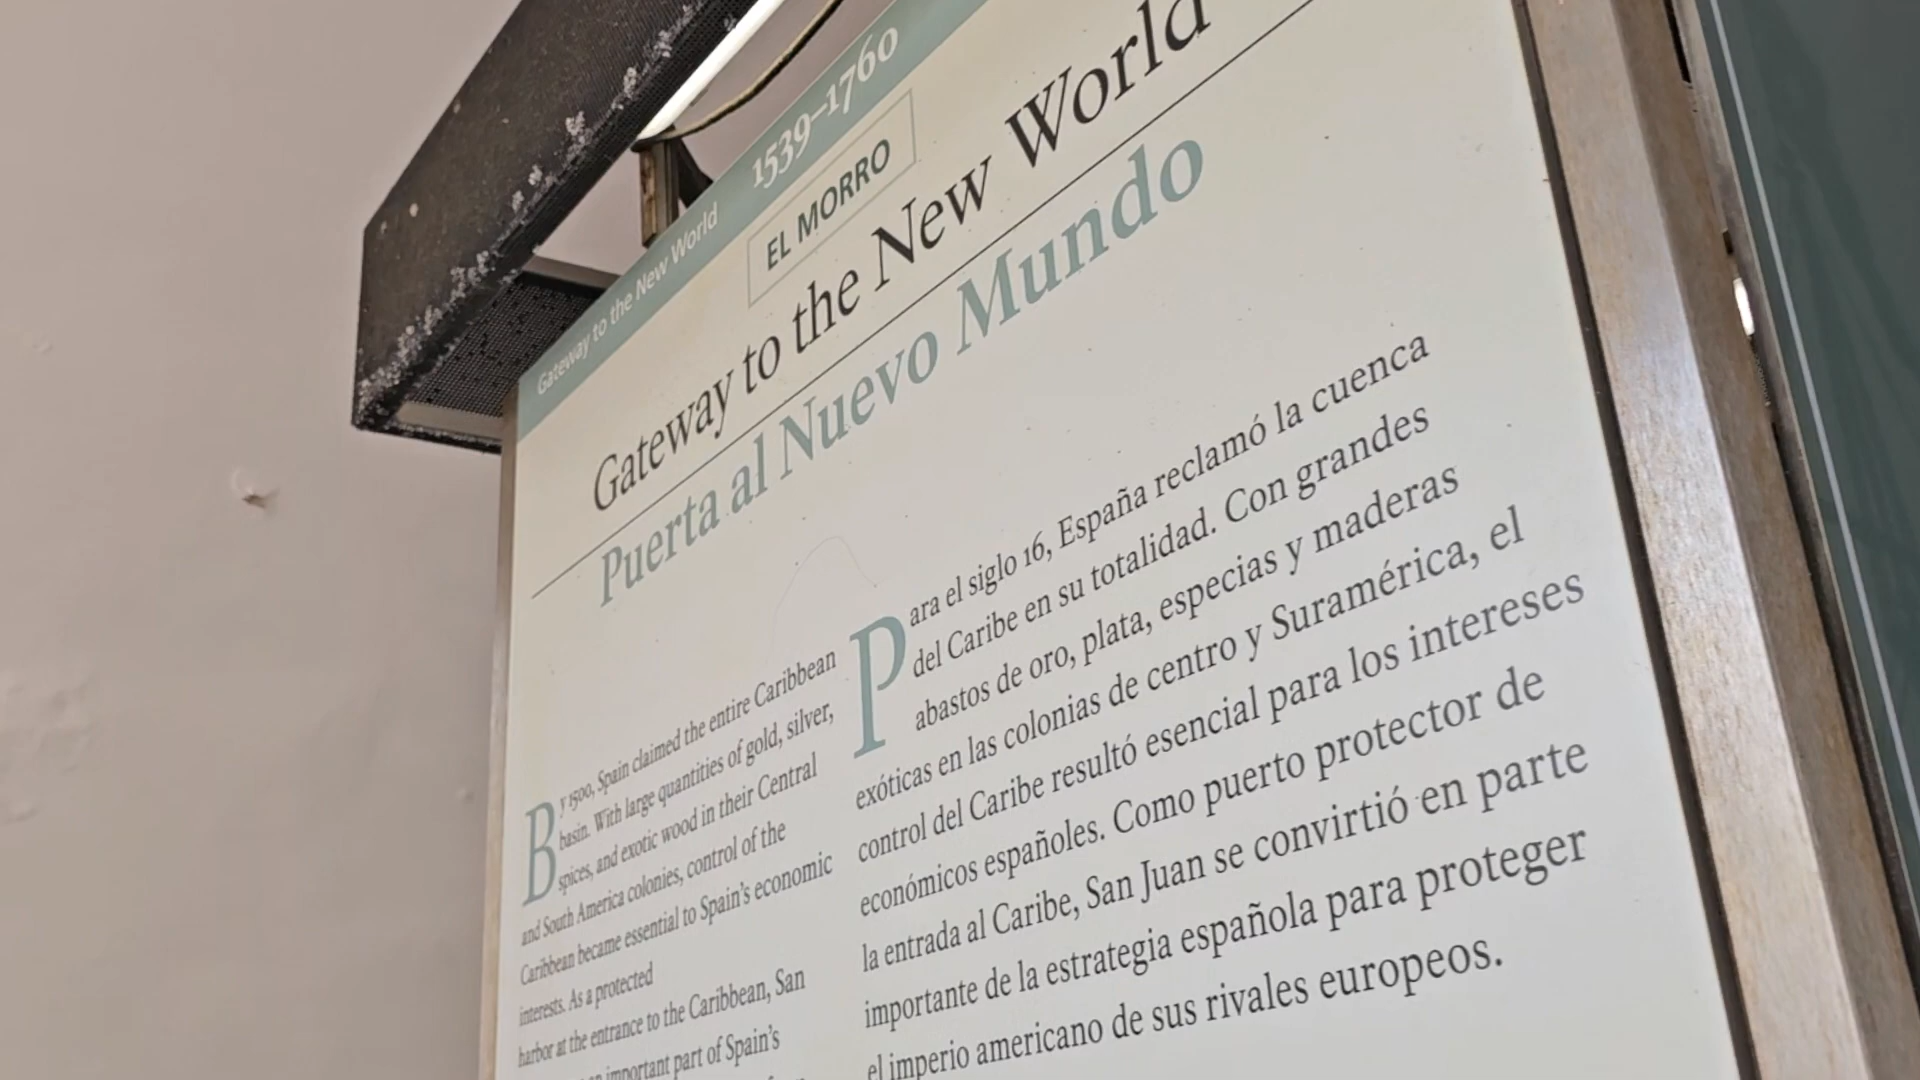 Gateway to the New World 1539–1760
EL MORRO
Gateway to the New World
Puerta al Nuevo Mundo
By 1500, Spain claimed the entire Caribbean
basin. With large quantities of gold, silver,
spices, and exotic wood in their Central
and South America colonies, control of the
Caribbean became essential to Spain's economic
interests. As a protected
harbor at the entrance to the Caribbean, San
important part of Spain's
Para el siglo 16, España reclamó la cuenca
del Caribe en su totalidad. Con grandes
abastos de oro, plata, especias y maderas
exóticas en las colonias de centro y Suramérica, el
control del Caribe resultó esencial para los intereses
económicos españoles. Como puerto protector de
la entrada al Caribe, San Juan se convirtió en parte
importante de la estrategia española para proteger
el imperio americano de sus rivales europeos.